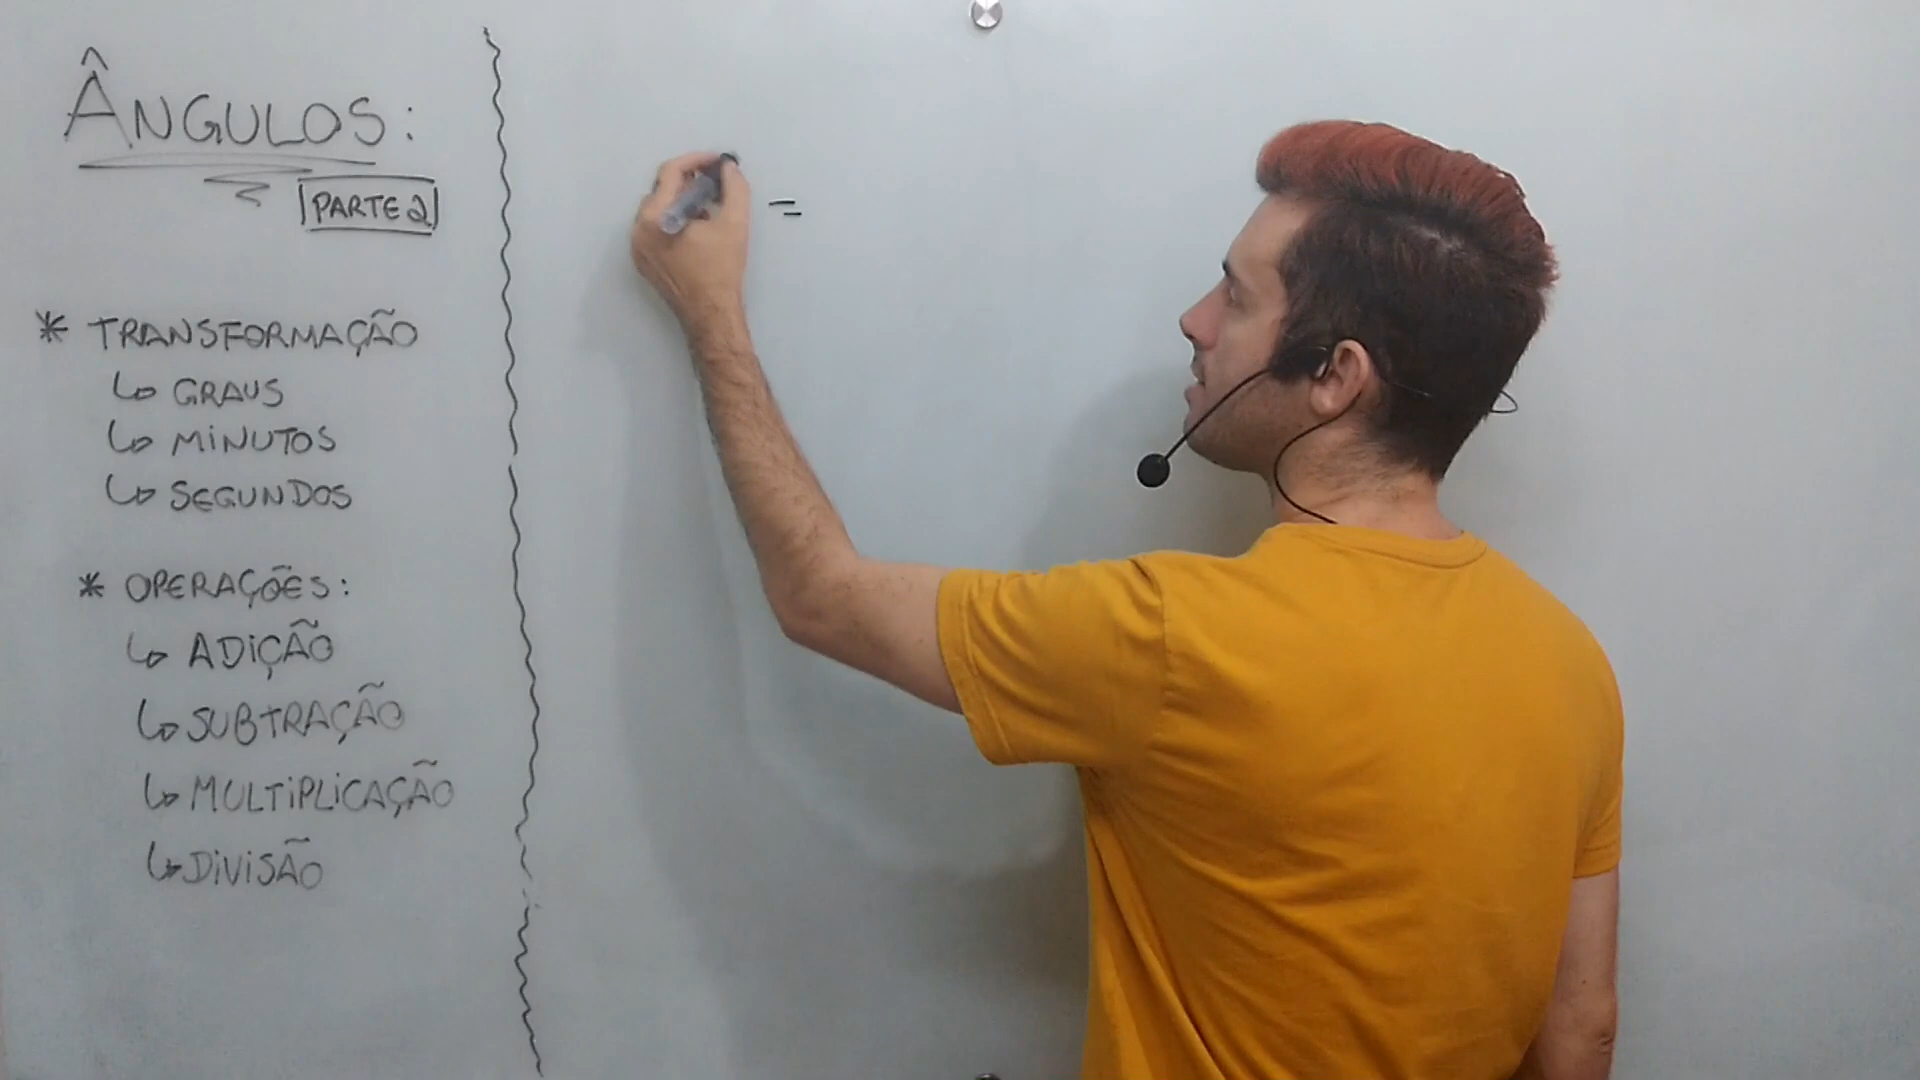 ÂNGULOS:
PARTE 2
* TRANSFORMAÇÃO
↳ GRAUS
↳ MINUTOS
↳ SEGUNDOS
* OPERAÇÕES:
↳ ADIÇÃO
↳ SUBTRAÇÃO
↳ MULTIPLICAÇÃO
↳ DIVISÃO
=